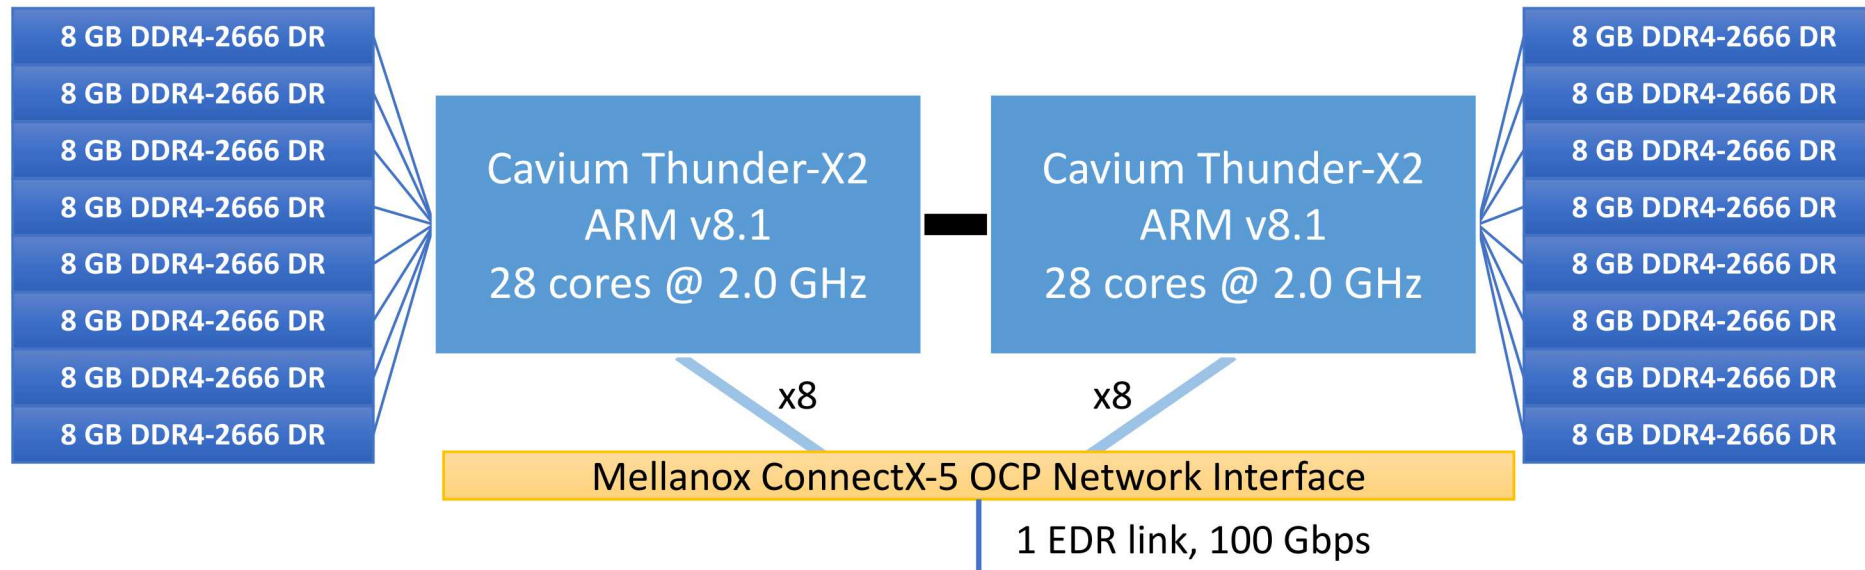 8 GB DDR4-2666 DR
8 GB DDR4-2666 DR
8 GB DDR4-2666 DR
8 GB DDR4-2666 DR
8 GB DDR4-2666 DR
8 GB DDR4-2666 DR
8 GB DDR4-2666 DR
8 GB DDR4-2666 DR
Cavium Thunder-X2
ARM v8.1
28 cores @ 2.0 GHz
Cavium Thunder-X2
ARM v8.1
28 cores @ 2.0 GHz
8 GB DDR4-2666 DR
8 GB DDR4-2666 DR
8 GB DDR4-2666 DR
8 GB DDR4-2666 DR
8 GB DDR4-2666 DR
8 GB DDR4-2666 DR
8 GB DDR4-2666 DR
8 GB DDR4-2666 DR
x8
x8
Mellanox ConnectX-5 OCP Network Interface
1 EDR link, 100 Gbps